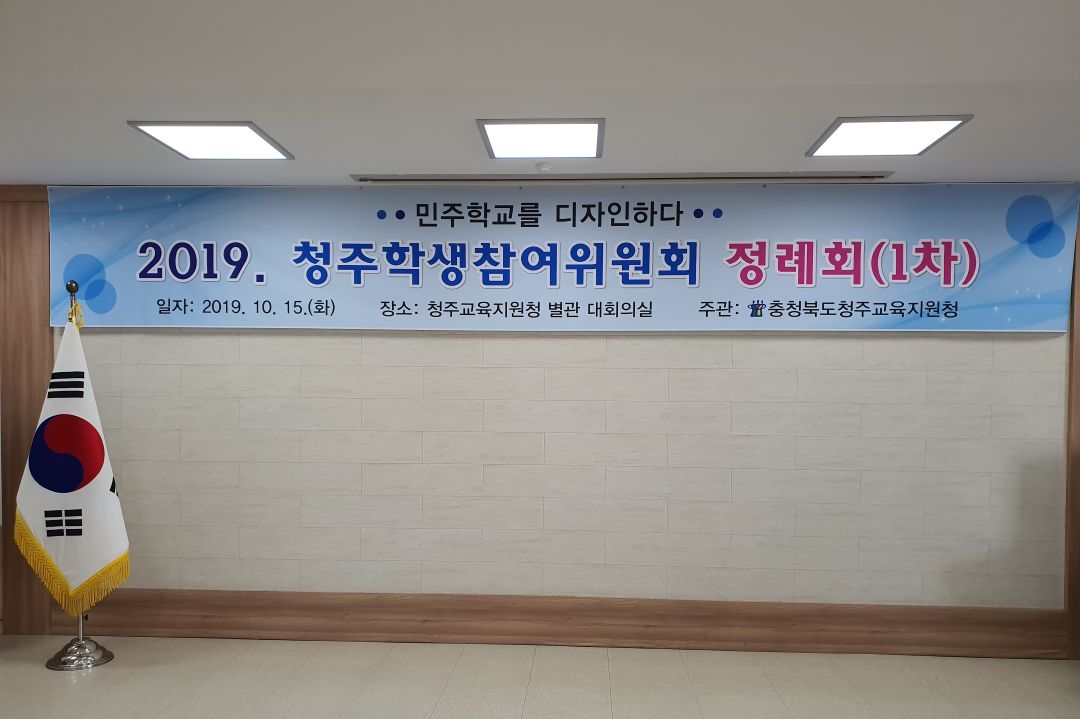 •• 민주학교를 디자인하다 ••
2019. 청주학생참여위원회 정례회(1차)
일자: 2019. 10. 15.(화) 장소: 청주교육지원청 별관 대회의실 주관: 충청북도청주교육지원청